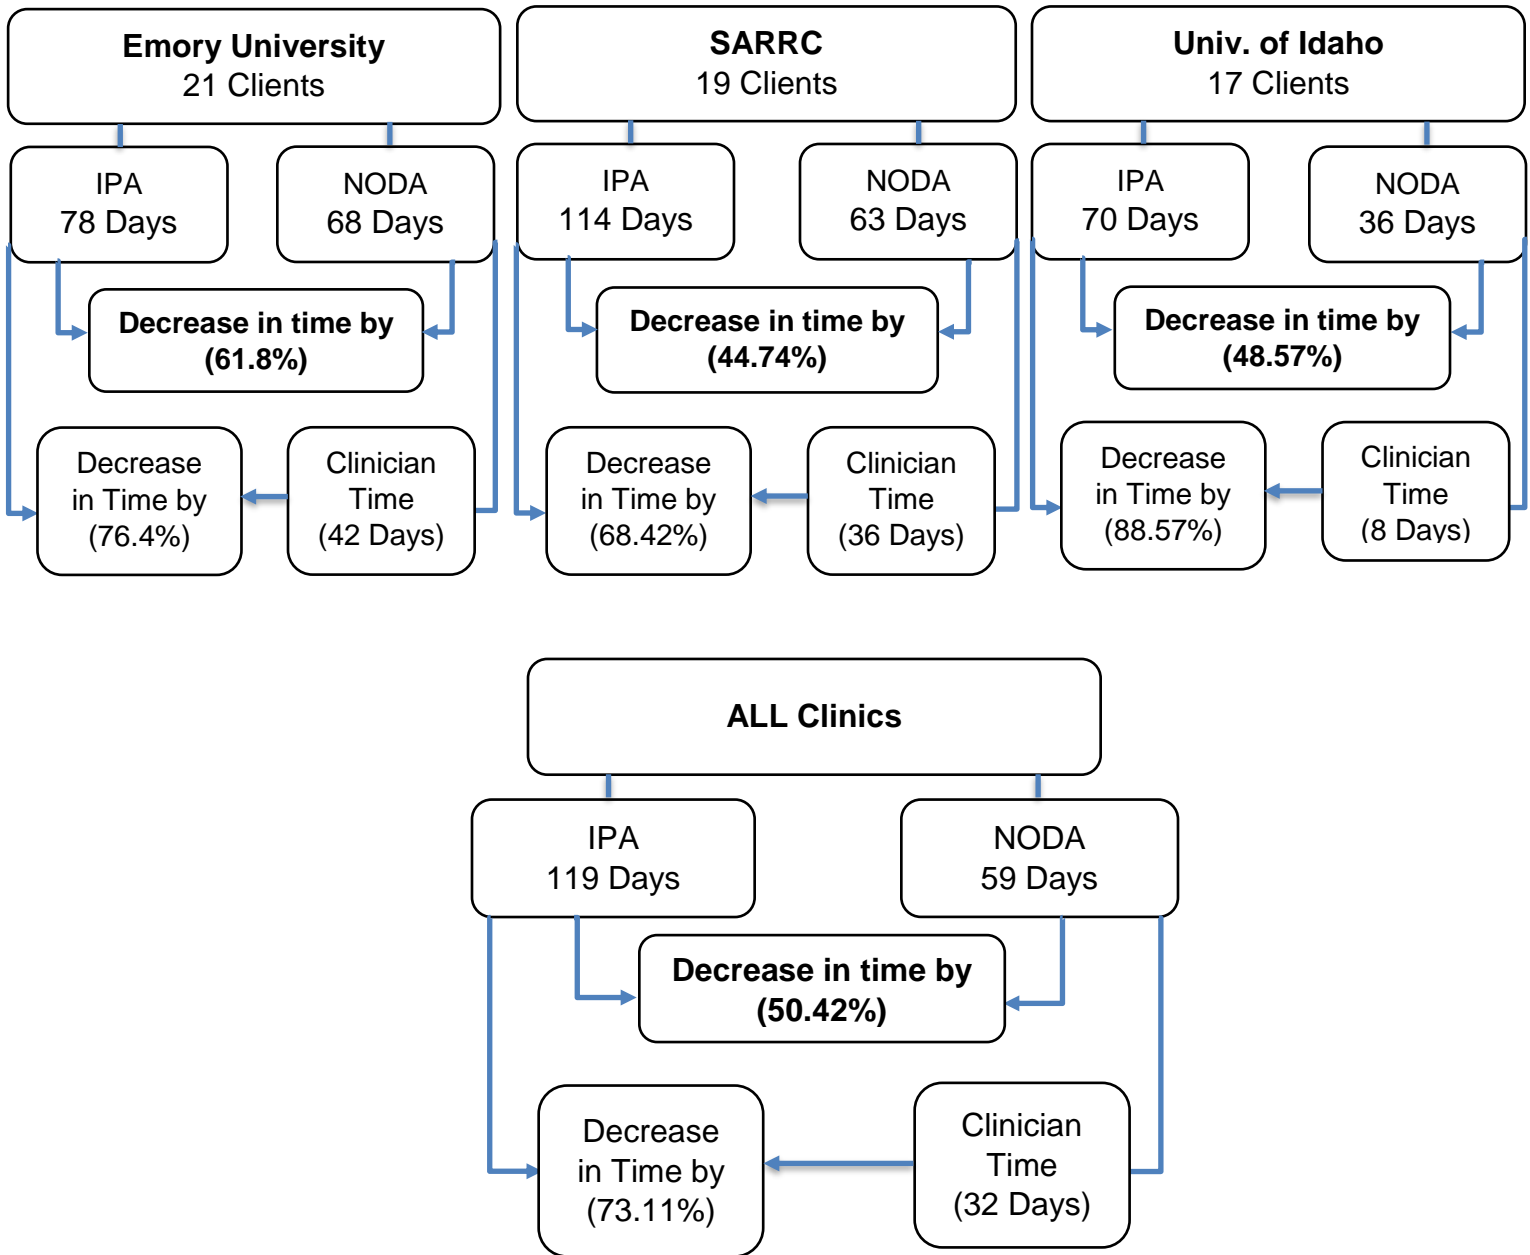 Emory University
21 Clients
IPA
78 Days
NODA
68 Days
Decrease in time by
(61.8%)
Decrease
in Time by
(76.4%)
Clinician
Time
(42 Days)
SARRC
19 Clients
IPA
114 Days
NODA
63 Days
Decrease in time by
(44.74%)
Decrease
in Time by
(68.42%)
Clinician
Time
(36 Days)
Univ. of Idaho
17 Clients
IPA
70 Days
NODA
36 Days
Decrease in time by
(48.57%)
Decrease
in Time by
(88.57%)
Clinician
Time
(8 Days)
ALL Clinics
IPA
119 Days
NODA
59 Days
Decrease in time by
(50.42%)
Decrease
in Time by
(73.11%)
Clinician
Time
(32 Days)